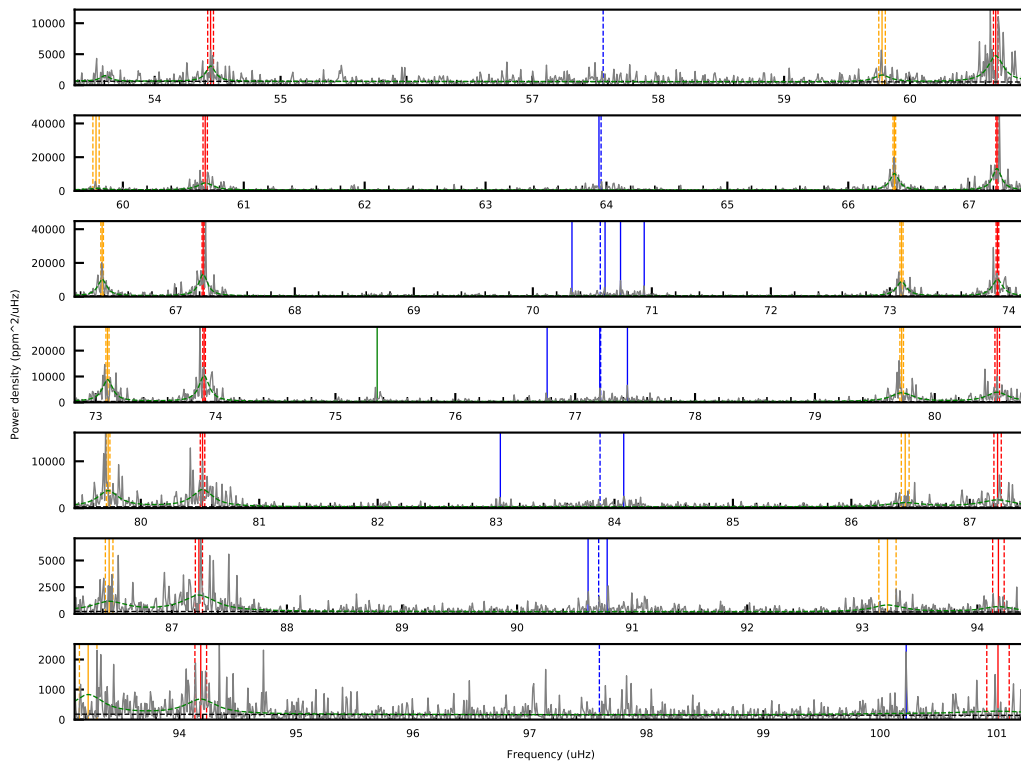 10000
5000
0
54 55 56 57 58 59 60
40000
20000
0
60 61 62 63 64 65 66 67
40000
20000
0
67 68 69 70 71 72 73 74
20000
10000
0
73 74 75 76 77 78 79 80
Power density (ppm^2/uHz)
10000
0
80 81 82 83 84 85 86 87
5000
2500
0
87 88 89 90 91 92 93 94
2000
1000
0
94 95 96 97 98 99 100 101
Frequency (uHz)